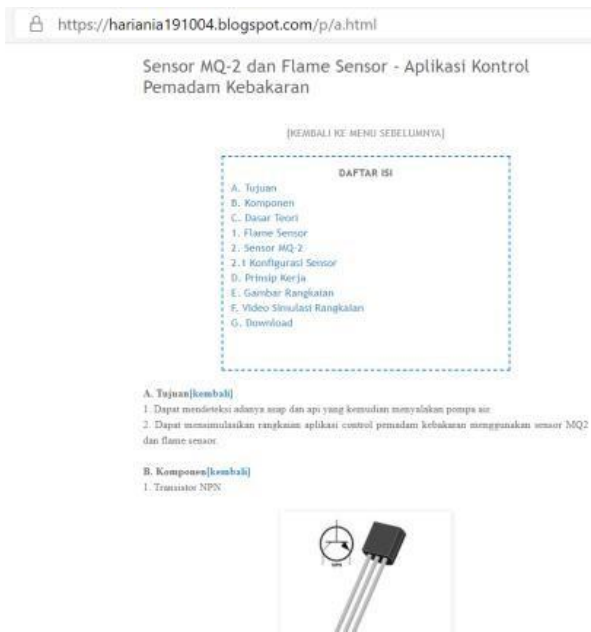 https://hariania191004.blogspot.com/p/a.html
Sensor MQ-2 dan Flame Sensor - Aplikasi Kontrol
Pemadam Kebakaran
[KEMBALI KE MENU SEBELUMNYA]
DAFTAR ISI
A. Tujuan
B. Komponen
C. Dasar Teori
1. Flame Sensor
2. Sensor MQ-2
2.1 Konfigurasi Sensor
D. Prinsip Kerja
E. Gambar Rangkaian
F. Video Simulasi Rangkaian
G. Download
A. Tujuan[kembali]
1. Dapat mendeteksi adanya asap dan api yang kemudian menyalakan pompa air.
2. Dapat mensimulasikan rangkaian aplikasi control pemadam kebakaran menggunakan sensor MQ2
dan flame sensor.
B. Komponen[kembali]
1. Transistor NPN
NPN